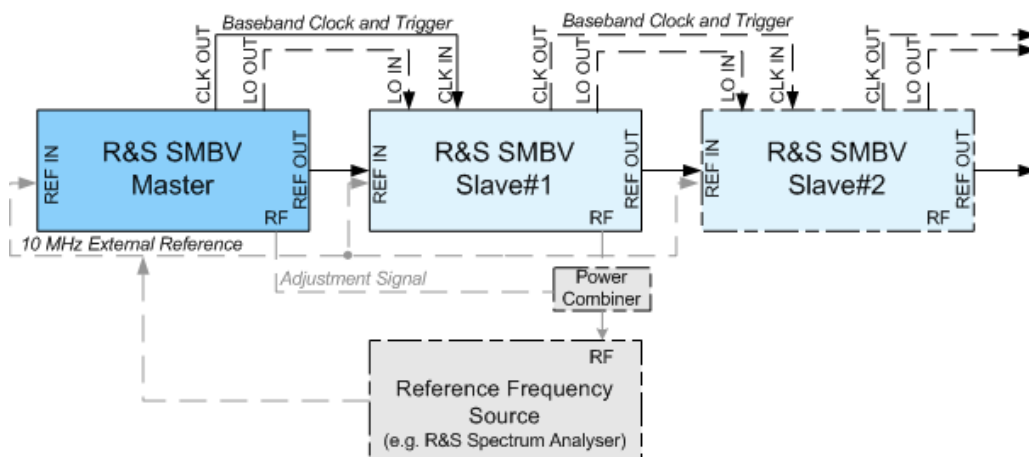 Baseband Clock and Trigger
Baseband Clock and Trigger
CLK OUT
LO OUT
LO IN
CLK IN
CLK OUT
LO OUT
LO IN
CLK IN
CLK OUT
LO OUT
REF IN
R&S SMBV
Master
REF OUT
RF
REF IN
R&S SMBV
Slave#1
REF OUT
RF
REF IN
R&S SMBV
Slave#2
REF OUT
RF
10 MHz External Reference
Adjustment Signal
Power
Combiner
RF
Reference Frequency
Source
(e.g. R&S Spectrum Analyser)